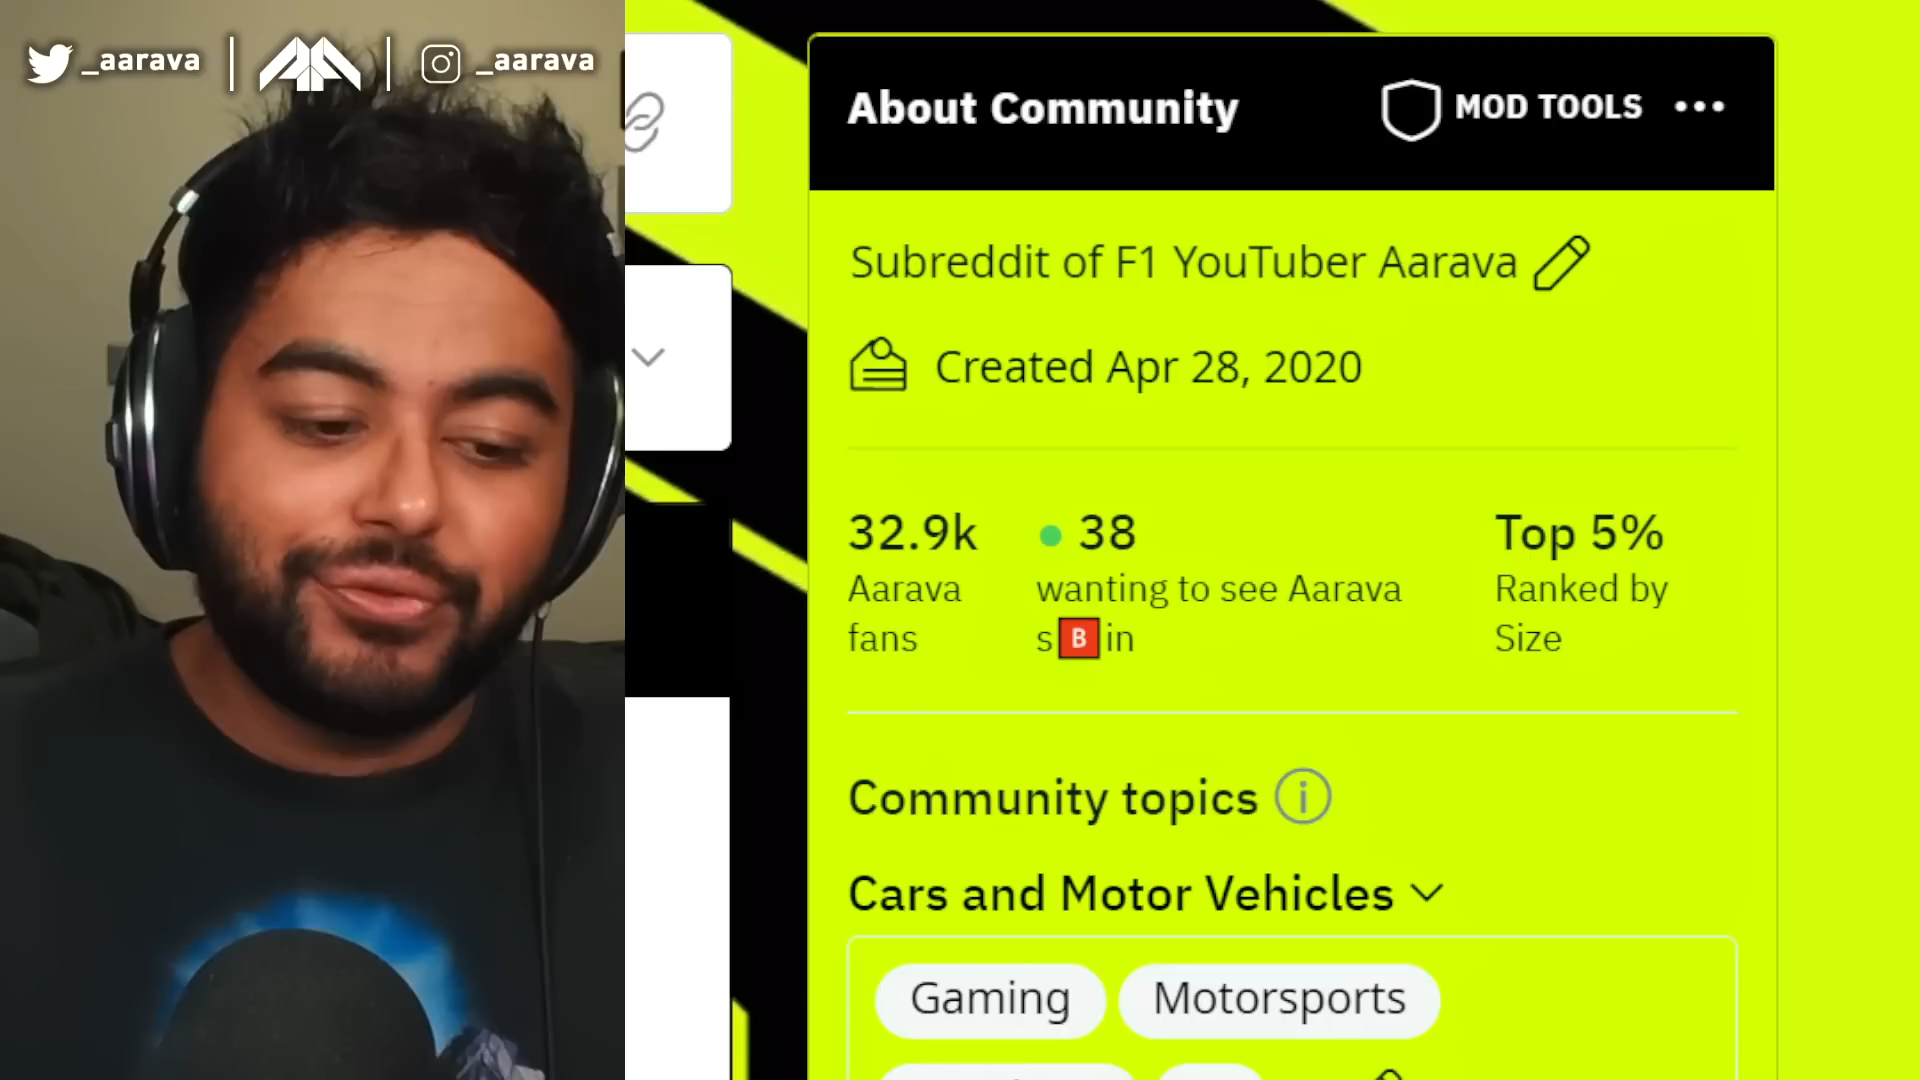 _aarava
_aarava
About Community
MOD TOOLS
Subreddit of F1 YouTuber Aarava
Created Apr 28, 2020
32.9k
Aarava
fans
38
wanting to see Aarava
sBin
Top 5%
Ranked by
Size
Community topics
Cars and Motor Vehicles
Gaming
Motorsports